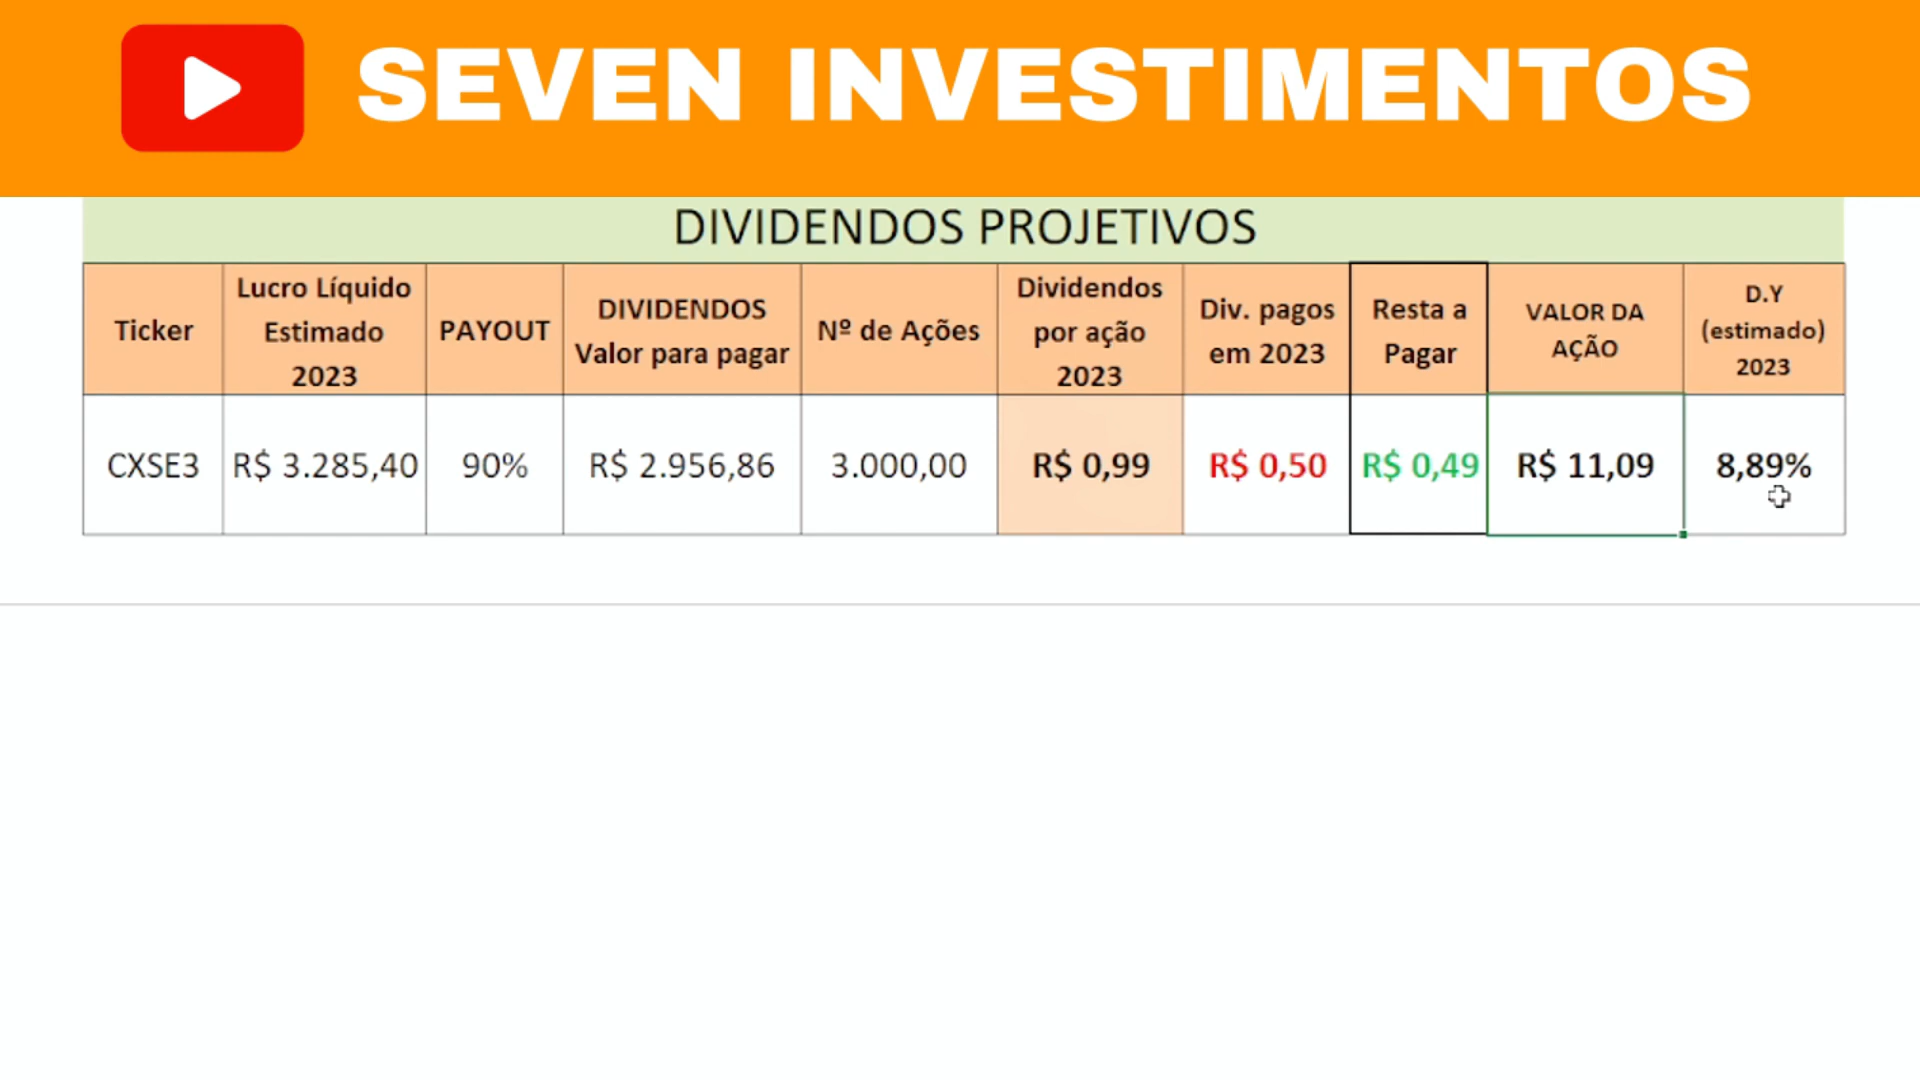 SEVEN INVESTIMENTOS
DIVIDENDOS PROJETIVOS
Ticker
Lucro Líquido
Estimado
2023
PAYOUT
DIVIDENDOS
Valor para pagar
Nº de Ações
Dividendos
por ação
2023
Div. pagos
em 2023
Resta a
Pagar
VALOR DA
AÇÃO
D.Y
(estimado)
2023
CXSE3
R$ 3.285,40
90%
R$ 2.956,86
3.000,00
R$ 0,99
R$ 0,50
R$ 0,49
R$ 11,09
8,89%